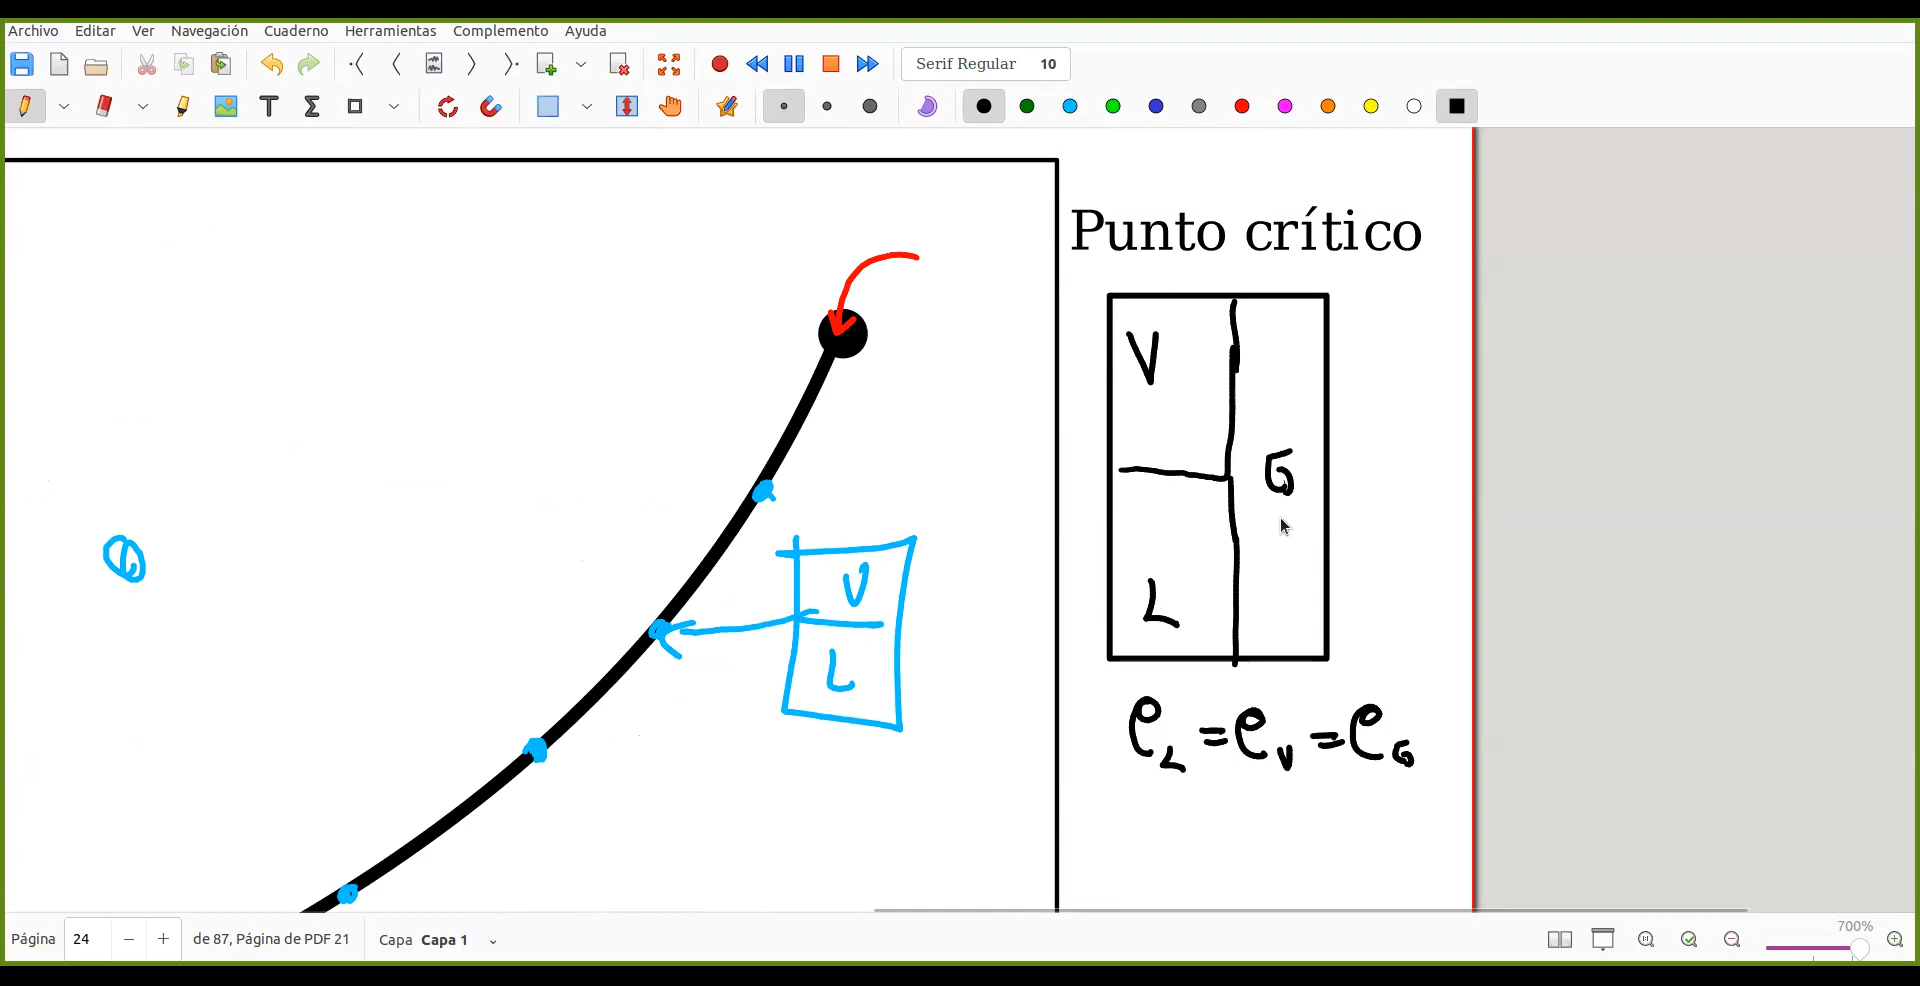 Archivo Editar Ver Navegación Cuaderno Herramientas Complemento Ayuda
Serif Regular 10
Punto crítico
V
G
L
V
L
L
ρL = ρV = ρG
Página 24 de 87, Página de PDF 21 Capa Capa 1
700%